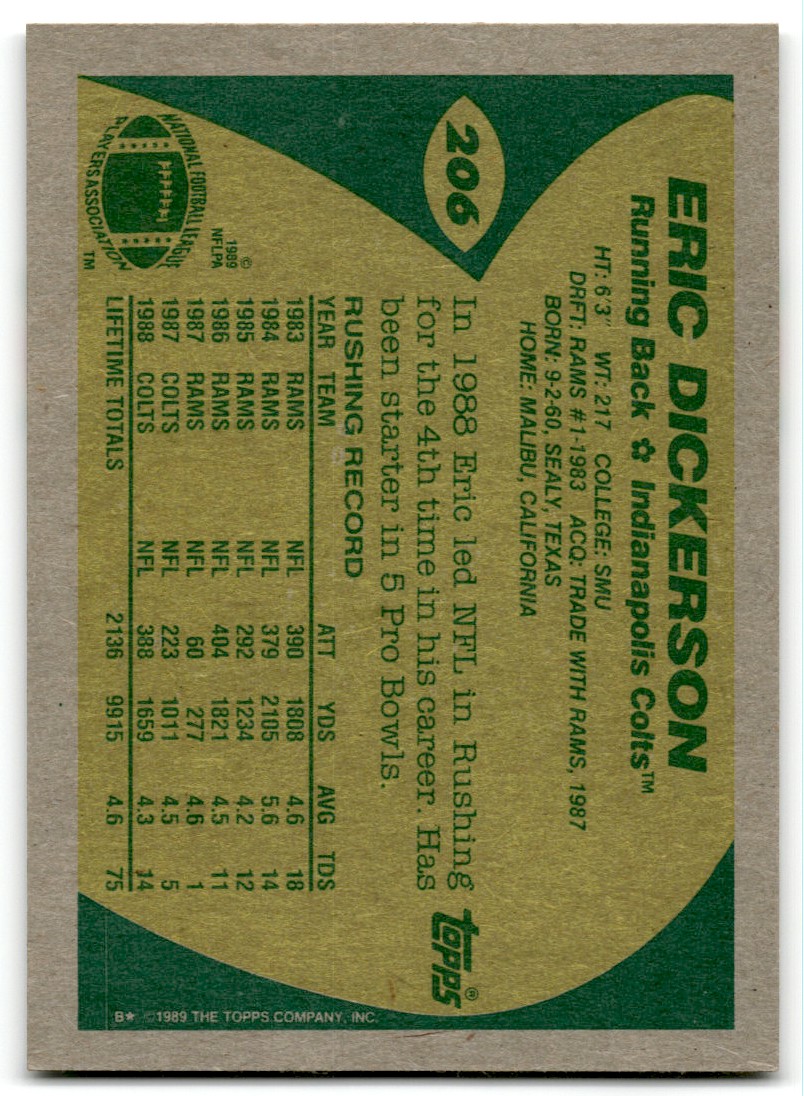 206
ERIC DICKERSON
Running Back ✿ Indianapolis Colts™
HT: 6'3" WT: 217 COLLEGE: SMU
DRFT: RAMS #1-1983 ACQ: TRADE WITH RAMS, 1987
BORN: 9-2-60, SEALY, TEXAS
HOME: MALIBU, CALIFORNIA
In 1988 Eric led NFL in Rushing
for the 4th time in his career. Has
been starter in 5 Pro Bowls.
topps®
RUSHING RECORD
YEAR TEAM ATT YDS AVG TDS
1983 RAMS NFL 390 1808 4.6 18
1984 RAMS NFL 379 2105 5.6 14
1985 RAMS NFL 292 1234 4.2 12
1986 RAMS NFL 404 1821 4.5 11
1987 RAMS NFL 60 277 4.6 1
1987 COLTS NFL 223 1011 4.5 5
1988 COLTS NFL 388 1659 4.3 14
LIFETIME TOTALS 2136 9915 4.6 75
NATIONAL FOOTBALL LEAGUE
PLAYERS ASSOCIATION
TM
©
1989
NFLPA
B★ ©1989 THE TOPPS COMPANY, INC.